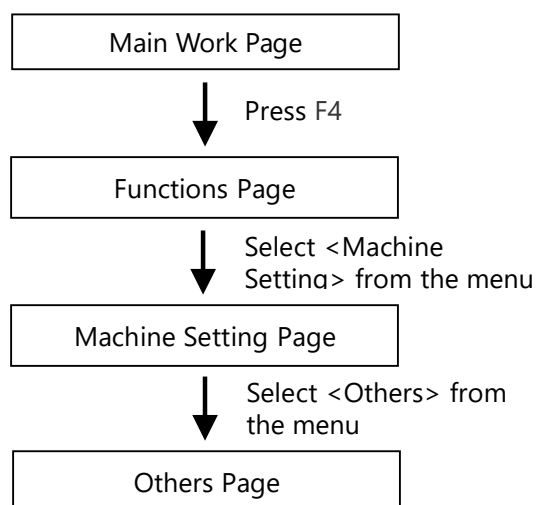 Main Work Page
Press F4
Functions Page
Select <Machine
Setting> from the menu
Machine Setting Page
Select <Others> from
the menu
Others Page